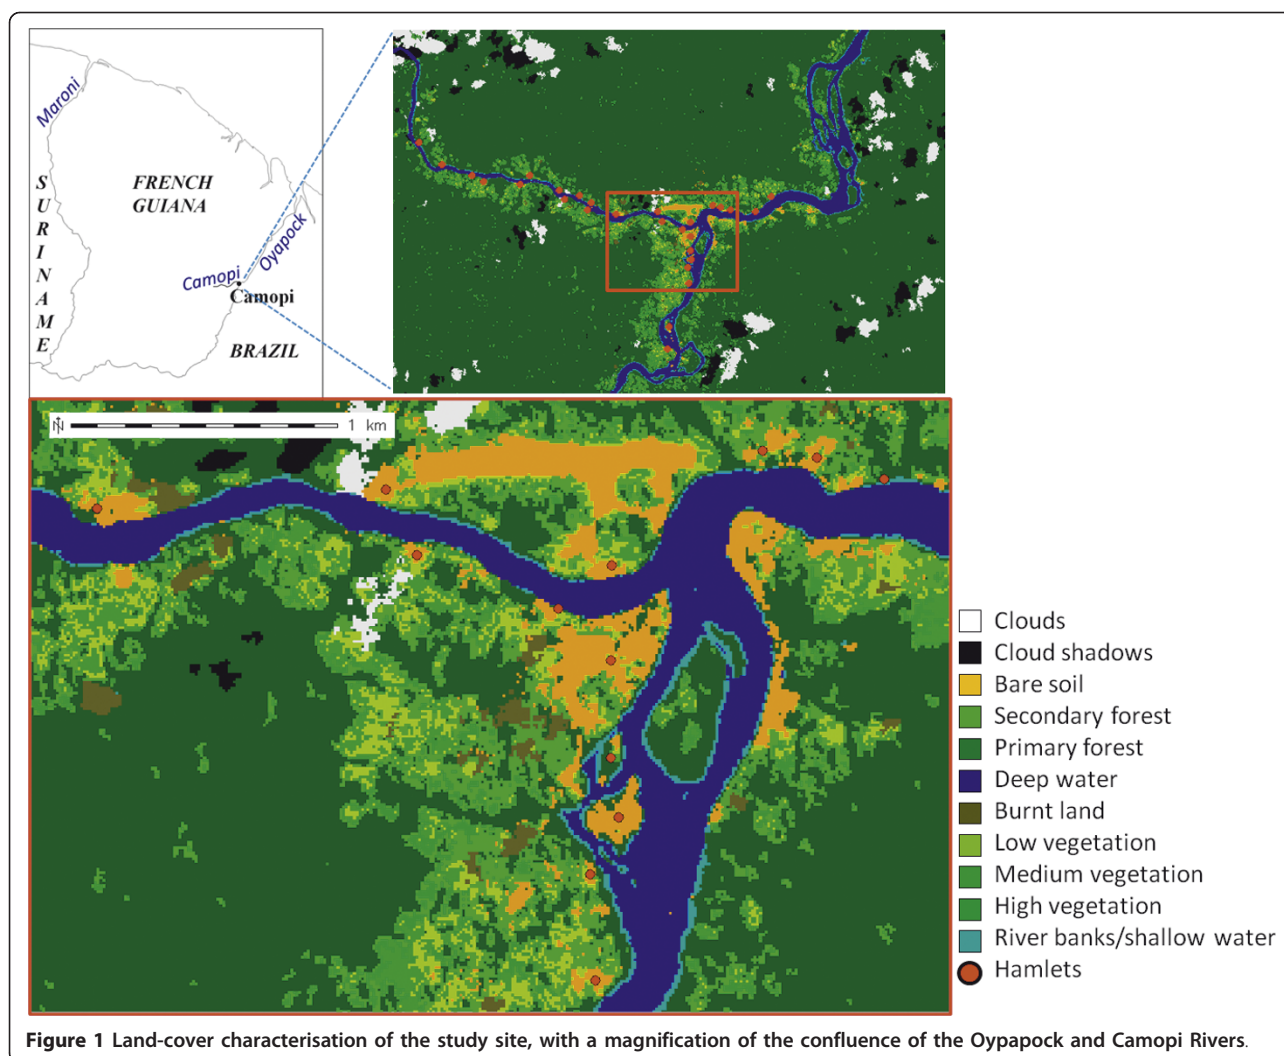 Maroni
FRENCH
GUIANA
SURINAME
Oyapock
Camopi
Camopi
BRAZIL
N
1 km
Clouds
Cloud shadows
Bare soil
Secondary forest
Primary forest
Deep water
Burnt land
Low vegetation
Medium vegetation
High vegetation
River banks/shallow water
Hamlets
Figure 1 Land-cover characterisation of the study site, with a magnification of the confluence of the Oypapock and Camopi Rivers.